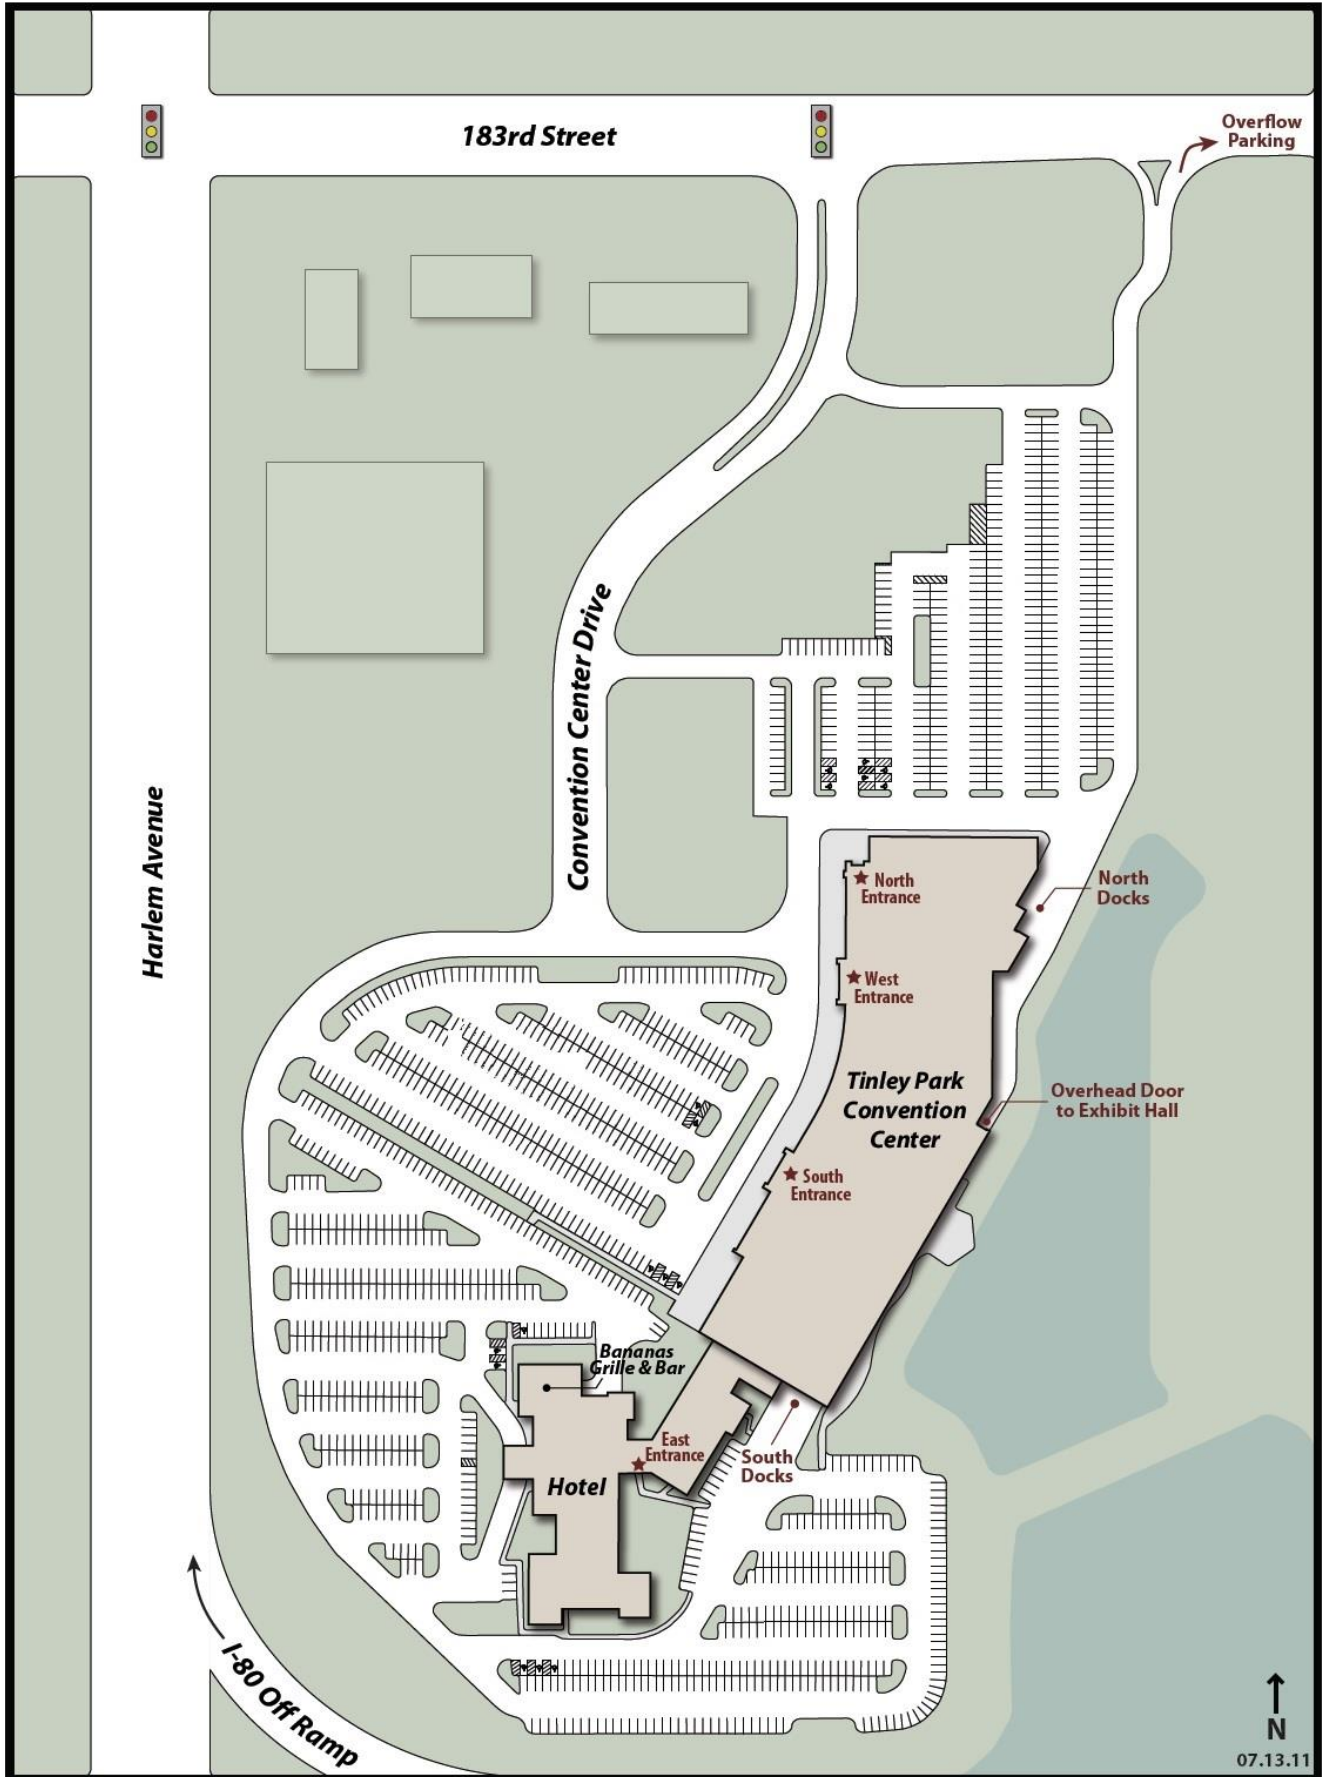 183rd Street
Overflow
Parking
Convention Center Drive
Harlem Avenue
North
Entrance
North
Docks
West
Entrance
Tinley Park
Convention
Center
Overhead Door
to Exhibit Hall
South
Entrance
Bananas
Grille & Bar
East
Entrance
South
Docks
Hotel
I-80 Off Ramp
N
07.13.11